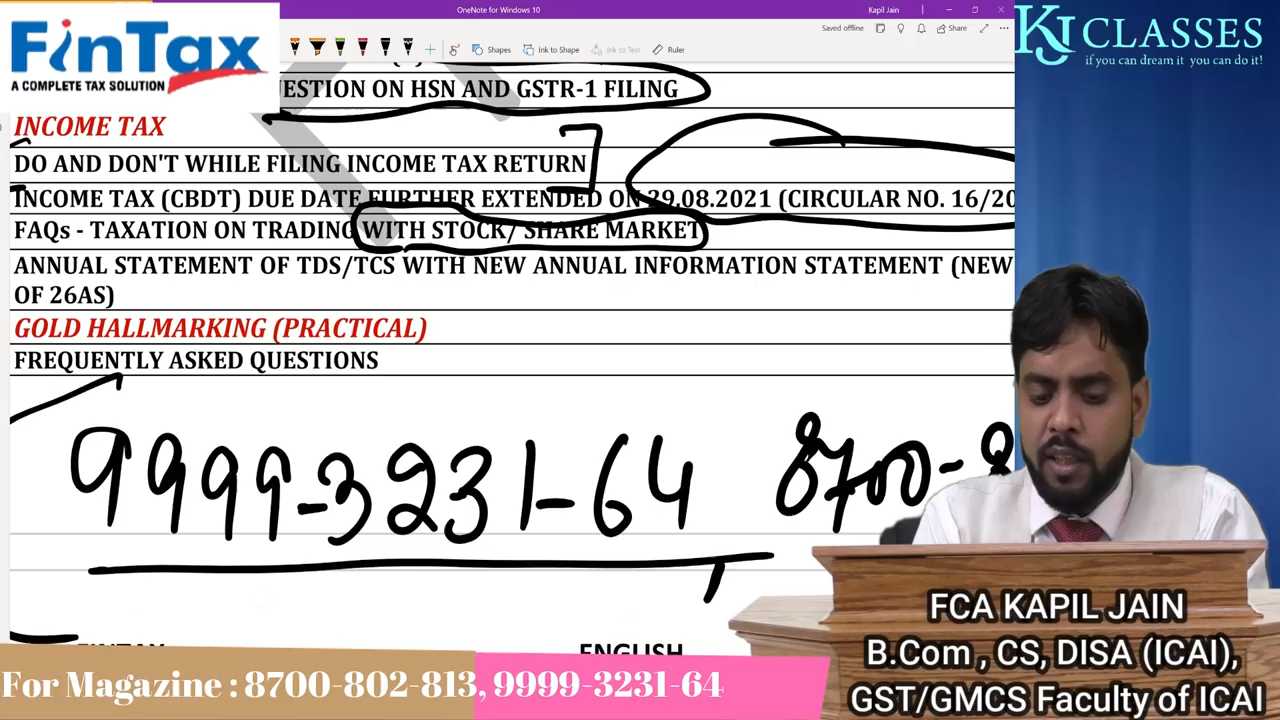 OneNote for Windows 10
Kapil Jain
Saved offline
Share
Shapes
Ink to Shape
Ink to Text
Ruler
FinTax
A COMPLETE TAX SOLUTION
KJ CLASSES
if you can dream it you can do it!
ESTION ON HSN AND GSTR-1 FILING
INCOME TAX
DO AND DON'T WHILE FILING INCOME TAX RETURN
INCOME TAX (CBDT) DUE DATE FURTHER EXTENDED ON 29.08.2021 (CIRCULAR NO. 16/20
FAQs - TAXATION ON TRADING WITH STOCK/ SHARE MARKET
ANNUAL STATEMENT OF TDS/TCS WITH NEW ANNUAL INFORMATION STATEMENT (NEW
OF 26AS)
GOLD HALLMARKING (PRACTICAL)
FREQUENTLY ASKED QUESTIONS
9999-3231-64 8700-8
FINTAX ENGLISH
For Magazine : 8700-802-813, 9999-3231-64
FCA KAPIL JAIN
B.Com , CS, DISA (ICAI),
GST/GMCS Faculty of ICAI